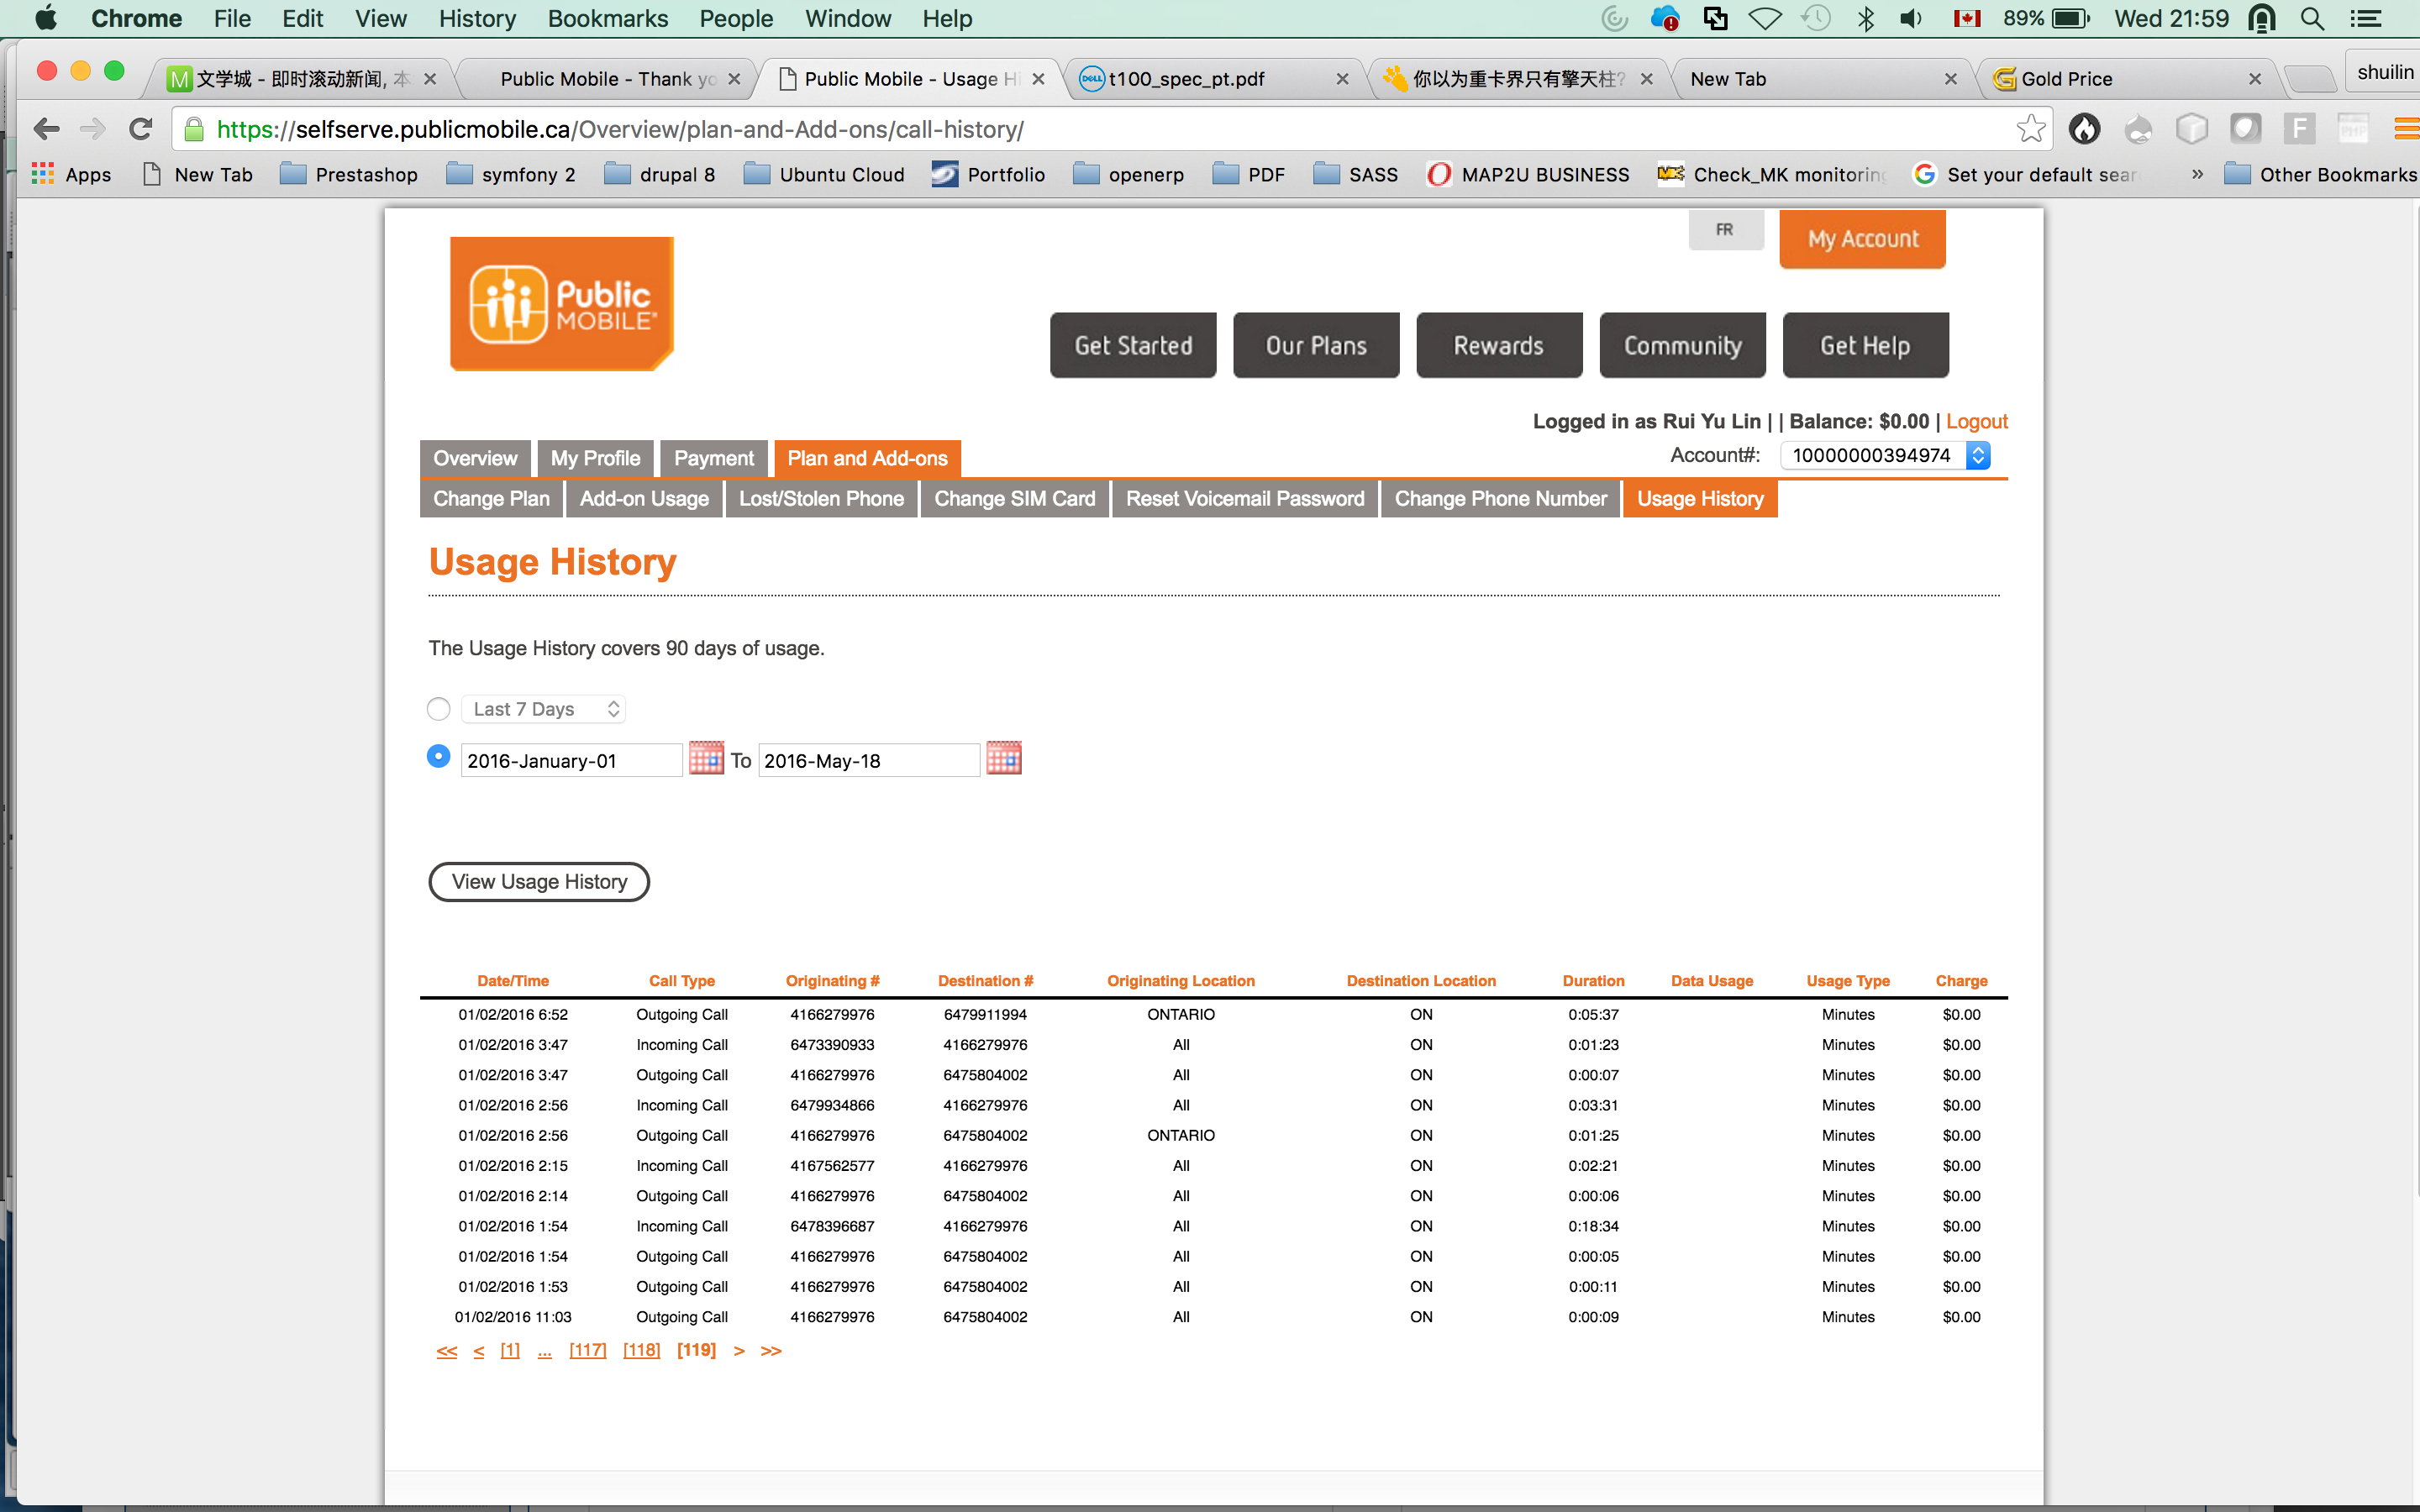 Chrome File Edit View History Bookmarks People Window Help 89% Wed 21:59
文学城 - 即时滚动新闻, 本 Public Mobile - Thank yo Public Mobile - Usage Hi t100_spec_pt.pdf 你以为重卡界只有擎天柱? New Tab Gold Price shuilin
https://selfserve.publicmobile.ca/Overview/plan-and-Add-ons/call-history/
Apps New Tab Prestashop symfony 2 drupal 8 Ubuntu Cloud Portfolio openerp PDF SASS MAP2U BUSINESS Check_MK monitoring Set your default sear » Other Bookmarks
FR My Account
Public
MOBILE
Get Started Our Plans Rewards Community Get Help
Logged in as Rui Yu Lin | | Balance: $0.00 | Logout
Overview My Profile Payment Plan and Add-ons Account#: 10000000394974
Change Plan Add-on Usage Lost/Stolen Phone Change SIM Card Reset Voicemail Password Change Phone Number Usage History
Usage History
The Usage History covers 90 days of usage.
Last 7 Days
2016-January-01 To 2016-May-18
View Usage History
Date/Time Call Type Originating # Destination # Originating Location Destination Location Duration Data Usage Usage Type Charge
01/02/2016 6:52 Outgoing Call 4166279976 6479911994 ONTARIO ON 0:05:37 Minutes $0.00
01/02/2016 3:47 Incoming Call 6473390933 4166279976 All ON 0:01:23 Minutes $0.00
01/02/2016 3:47 Outgoing Call 4166279976 6475804002 All ON 0:00:07 Minutes $0.00
01/02/2016 2:56 Incoming Call 6479934866 4166279976 All ON 0:03:31 Minutes $0.00
01/02/2016 2:56 Outgoing Call 4166279976 6475804002 ONTARIO ON 0:01:25 Minutes $0.00
01/02/2016 2:15 Incoming Call 4167562577 4166279976 All ON 0:02:21 Minutes $0.00
01/02/2016 2:14 Outgoing Call 4166279976 6475804002 All ON 0:00:06 Minutes $0.00
01/02/2016 1:54 Incoming Call 6478396687 4166279976 All ON 0:18:34 Minutes $0.00
01/02/2016 1:54 Outgoing Call 4166279976 6475804002 All ON 0:00:05 Minutes $0.00
01/02/2016 1:53 Outgoing Call 4166279976 6475804002 All ON 0:00:11 Minutes $0.00
01/02/2016 11:03 Outgoing Call 4166279976 6475804002 All ON 0:00:09 Minutes $0.00
<< < [1] ... [117] [118] [119] > >>